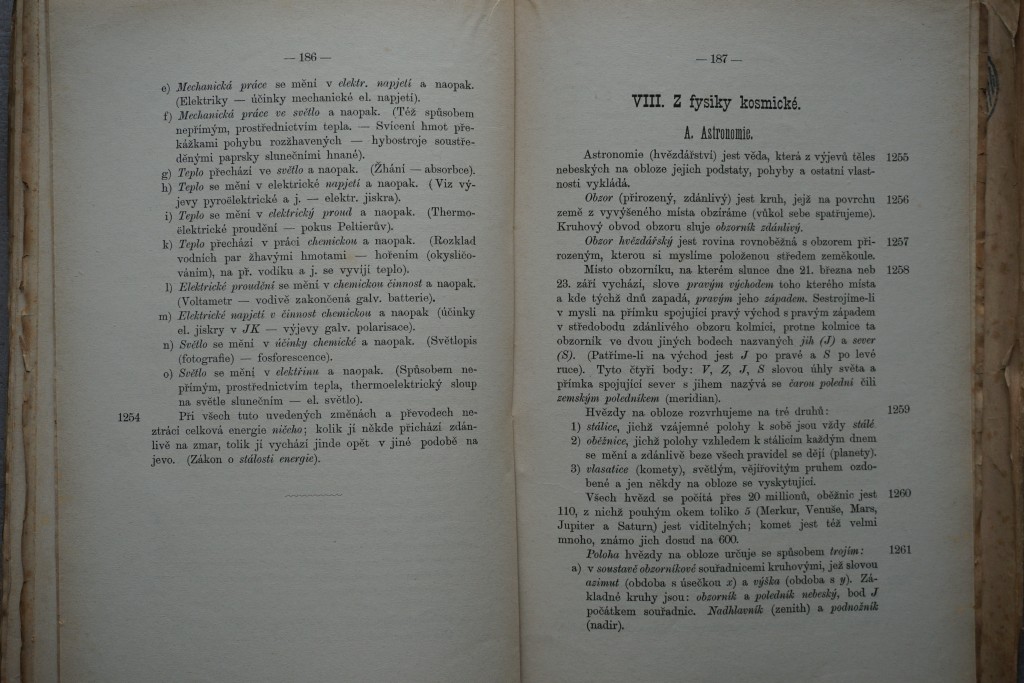 — 186 —
e) Mechanická práce se mění v elektr. napjetí a naopak.
(Elektriky — účinky mechanické el. napjetí).
f) Mechanická práce ve světlo a naopak. (Též spůsobem
nepřímým, prostřednictvím tepla. — Svícení hmot pře-
kážkami pohybu rozžhavených — hybostroje soustře-
děnými paprsky slunečními hnané).
g) Teplo přechází ve světlo a naopak. (Žhání — absorbce).
h) Teplo se mění v elektrické napjetí a naopak. (Viz vý-
jevy pyroëlektrické a j. — elektr. jiskra).
i) Teplo se mění v elektrický proud a naopak. (Thermo-
ëlektrické proudění — pokus Peltierův).
k) Teplo přechází v práci chemickou a naopak. (Rozklad
vodních par žhavými hmotami — hořením (okysličo-
váním), na př. vodíku a j. se vyvíjí teplo).
l) Elektrické proudění se mění v chemickou činnost a naopak.
(Voltametr — vodivě zakončená galv. batterie).
m) Elektrické napjetí v činnost chemickou a naopak (účinky
el. jiskry v JK — výjevy galv. polarisace).
n) Světlo se mění v účinky chemické a naopak. (Světlopis
(fotografie) — fosforescence).
o) Světlo se mění v elektřinu a naopak. (Spůsobem ne-
přímým, prostřednictvím tepla, thermoelektrický sloup
na světle slunečním — el. světlo).
1254 Při všech tuto uvedených změnách a převodech ne-
ztrácí celková energie ničeho; kolik jí někde přichází zdán-
livě na zmar, tolik jí vychází jinde opět v jiné podobě na
jevo. (Zákon o stálosti energie).
— 187 —
VIII. Z fysiky kosmické.
A. Astronomie.
Astronomie (hvězdářství) jest věda, která z výjevů těles 1255
nebeských na obloze jejich podstaty, pohyby a ostatní vlast-
nosti vykládá.
Obzor (přirozený, zdánlivý) jest kruh, jejž na povrchu 1256
země z vyvýšeného místa obzíráme (vůkol sebe spatřujeme).
Kruhový obvod obzoru sluje obzorník zdánlivý.
Obzor hvězdářský jest rovina rovnoběžná s obzorem při- 1257
rozeným, kterou si myslíme položenou středem zeměkoule.
Místo obzorníku, na kterém slunce dne 21. března neb 1258
23. září vychází, slove pravým východem toho kterého místa
a kde týchž dnů zapadá, pravým jeho západem. Sestrojíme-li
v mysli na přímku spojující pravý východ s pravým západem
v středobodu zdánlivého obzoru kolmici, protne kolmice ta
obzorník ve dvou jiných bodech nazvaných jih (J) a sever
(S). (Patříme-li na východ jest J po pravé a S po levé
ruce). Tyto čtyři body: V, Z, J, S slovou úhly světa a
přímka spojující sever s jihem nazývá se čarou polední čili
zemským poledníkem (meridian).
Hvězdy na obloze rozvrhujeme na tré druhů: 1259
1) stálice, jichž vzájemné polohy k sobě jsou vždy stálé
2) oběžnice, jichž polohy vzhledem k stálicím každým dnem
se mění a zdánlivě beze všech pravidel se dějí (planety).
3) vlasatice (komety), světlým, vějířovitým pruhem ozdo-
bené a jen někdy na obloze se vyskytující.
Všech hvězd se počítá přes 20 millionů, oběžnic jest 1260
110, z nichž pouhým okem toliko 5 (Merkur, Venuše, Mars,
Jupiter a Saturn) jest viditelných; komet jest též velmi
mnoho, známo jich dosud na 600.
Poloha hvězdy na obloze určuje se spůsobem trojím: 1261
a) v soustavě obzorníkové souřadnicemi kruhovými, jež slovou
azimut (obdoba s úsečkou x) a výška (obdoba s y). Zá-
kladné kruhy jsou: obzorník a poledník nebeský, bod J
počátkem souřadnic. Nadhlavník (zenith) a podnožník
(nadir).